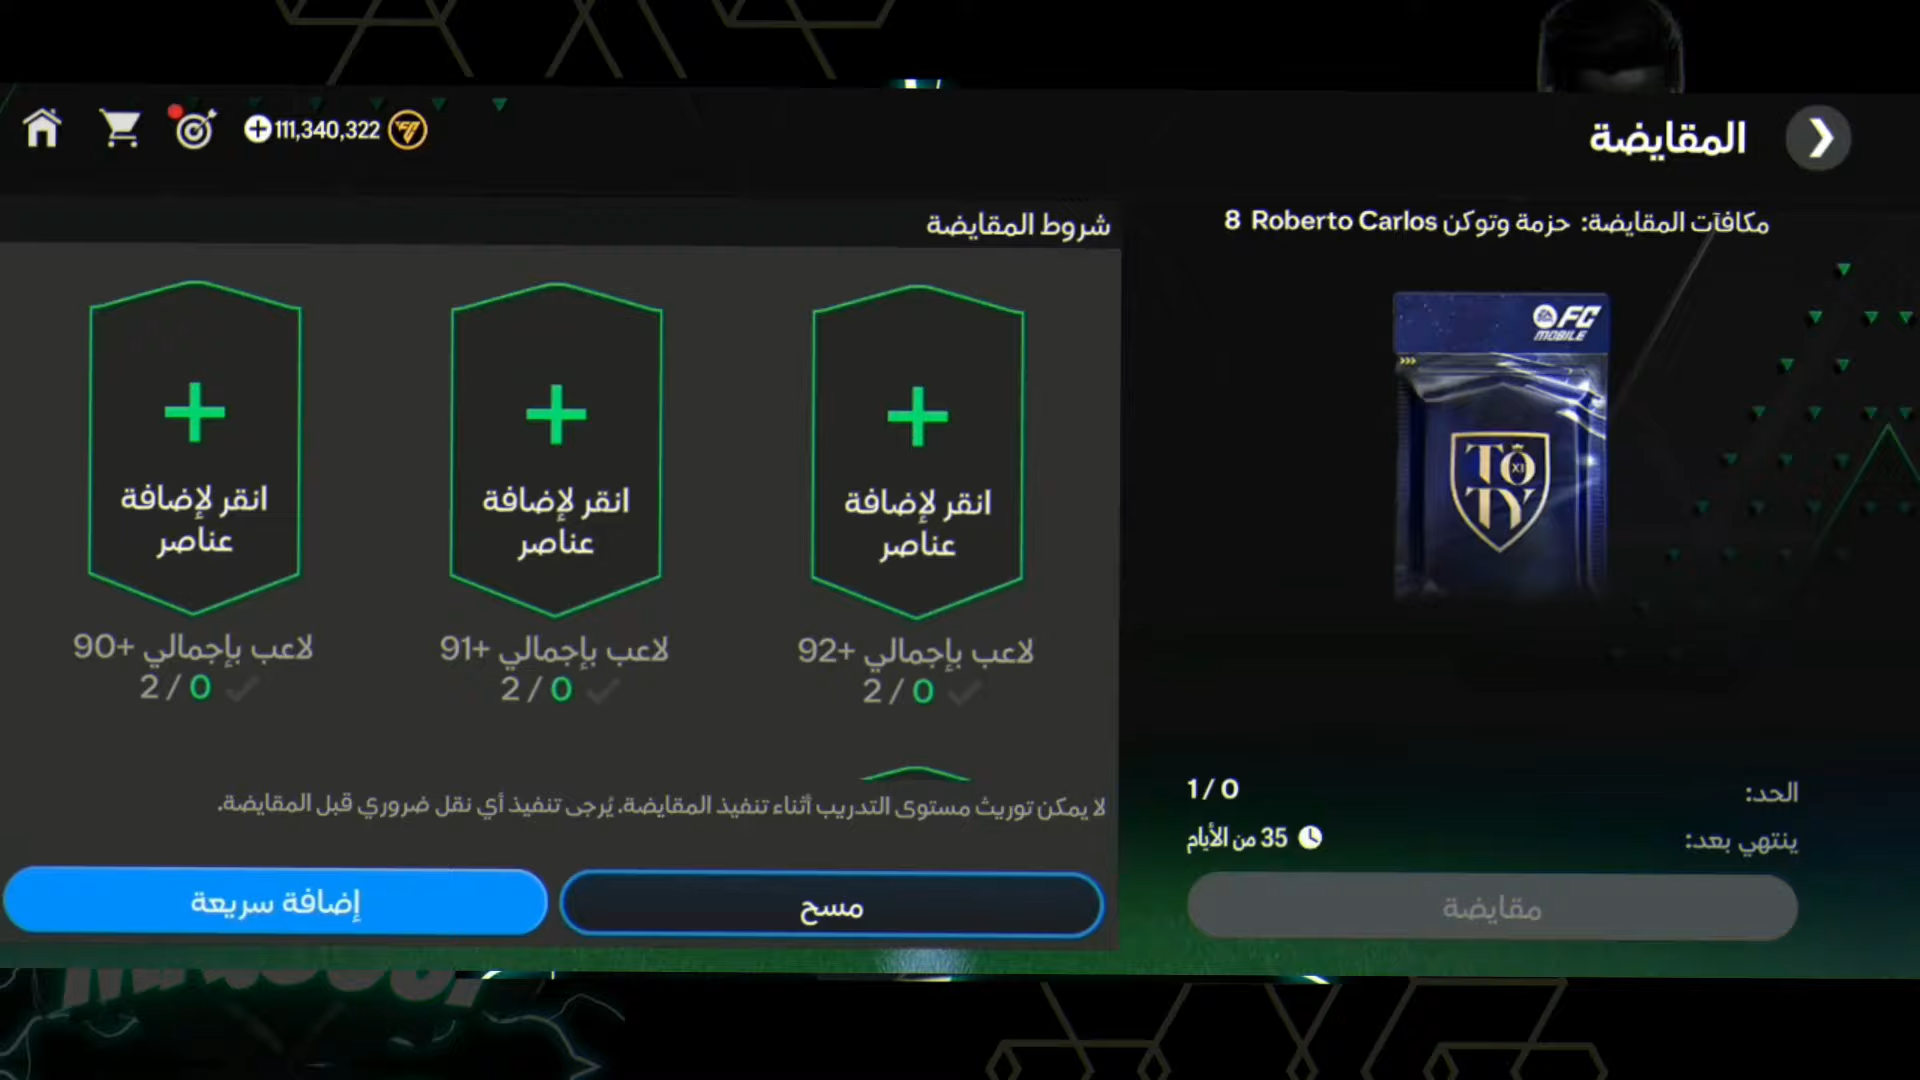 المقايضة
111,340,322
مكافآت المقايضة: حزمة وتوكن Roberto Carlos 8
FC
MOBILE
TOTY
XI
الحد:
0 / 1
ينتهي بعد:
35 من الأيام
مقايضة
شروط المقايضة
انقر لإضافة
عناصر
لاعب بإجمالي +92
0 / 2
انقر لإضافة
عناصر
لاعب بإجمالي +91
0 / 2
انقر لإضافة
عناصر
لاعب بإجمالي +90
0 / 2
لا يمكن توريث مستوى التدريب أثناء تنفيذ المقايضة. يُرجى تنفيذ أي نقل ضروري قبل المقايضة.
مسح
إضافة سريعة